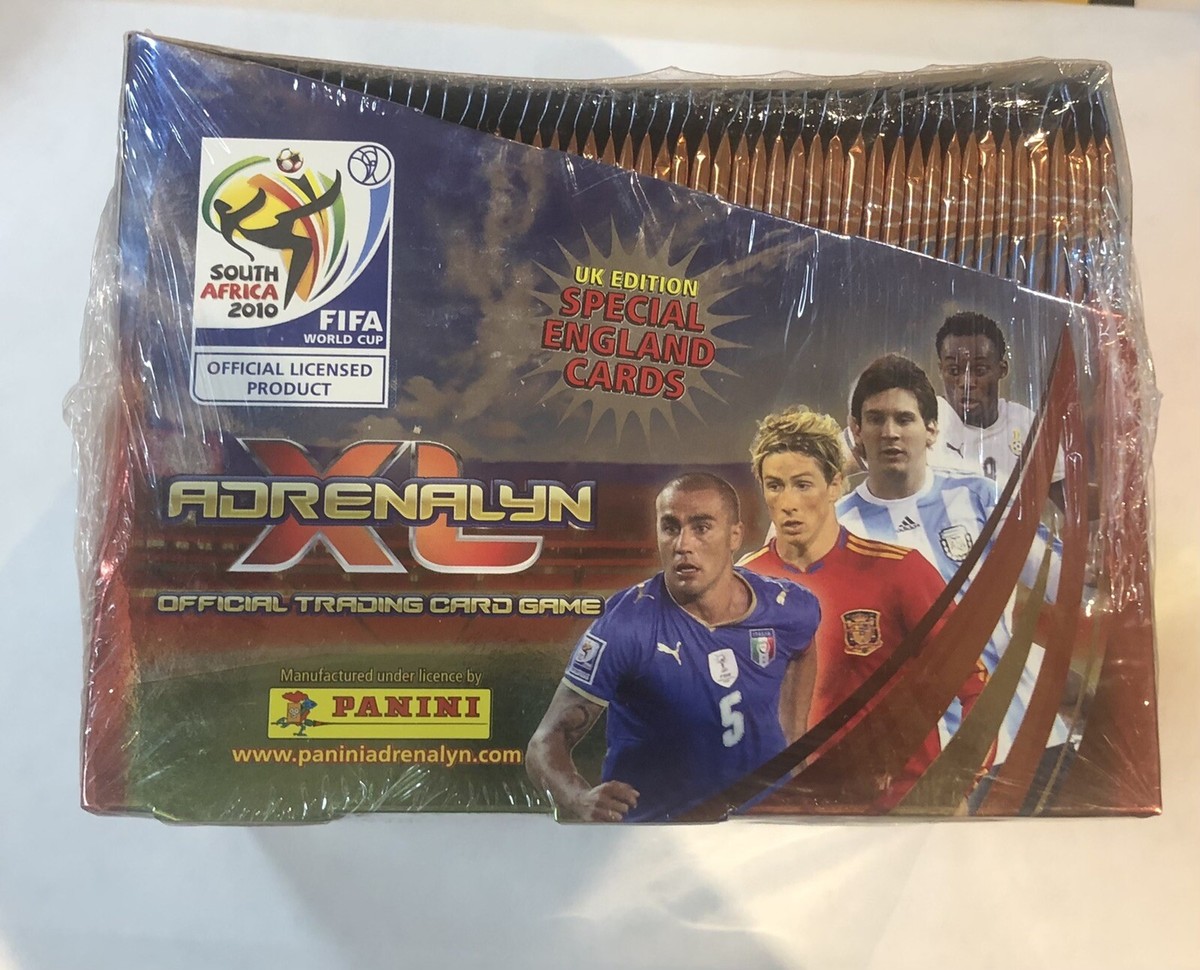 SOUTH
AFRICA
2010
FIFA
WORLD CUP
OFFICIAL LICENSED
PRODUCT
UK EDITION
SPECIAL
ENGLAND
CARDS
ADRENALYN
XL
OFFICIAL TRADING CARD GAME
Manufactured under licence by
PANINI
www.paniniadrenalyn.com
ITALIA
5